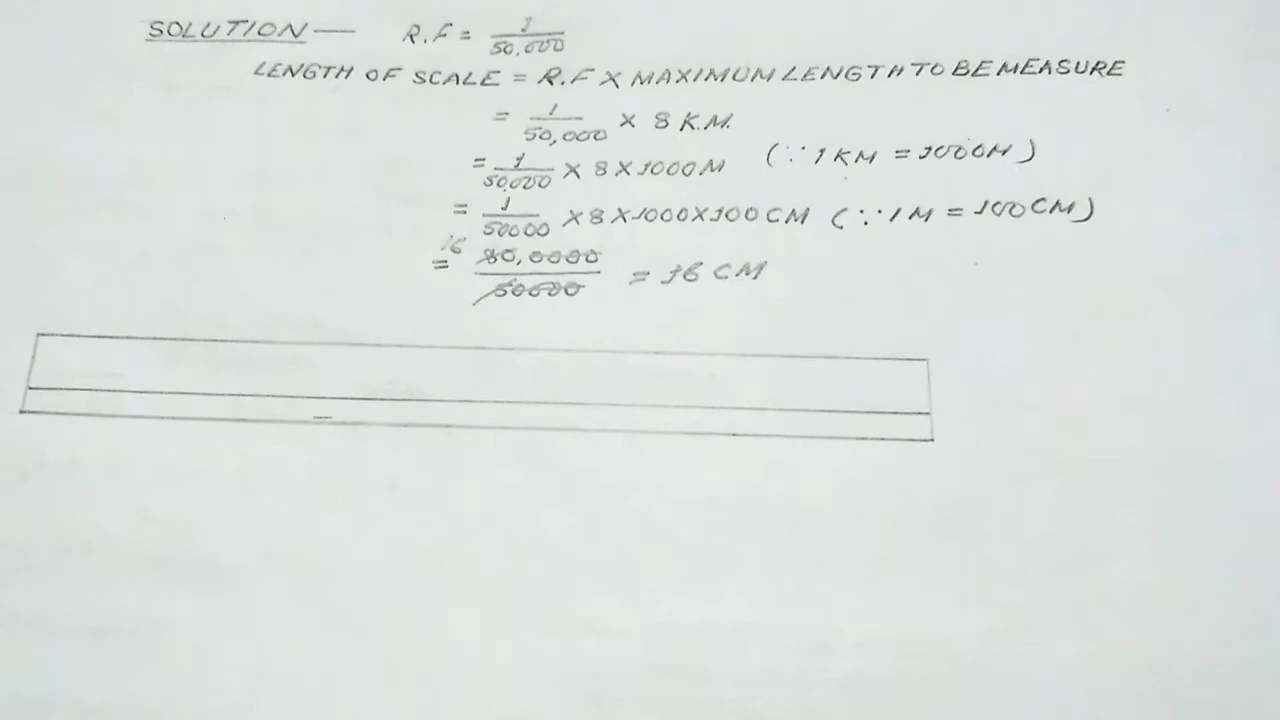 SOLUTION — R.F = 1/50,000
LENGTH OF SCALE = R.F X MAXIMUM LENGTH TO BE MEASURE
= 1/50,000 X 8 K.M.
= 1/50,000 X 8 X 1000 M (∵ 1 KM = 1000M)
= 1/50000 X 8 X 1000 X 100 CM (∵ 1 M = 100 CM)
= 16 80,0000/50000 = 16 CM